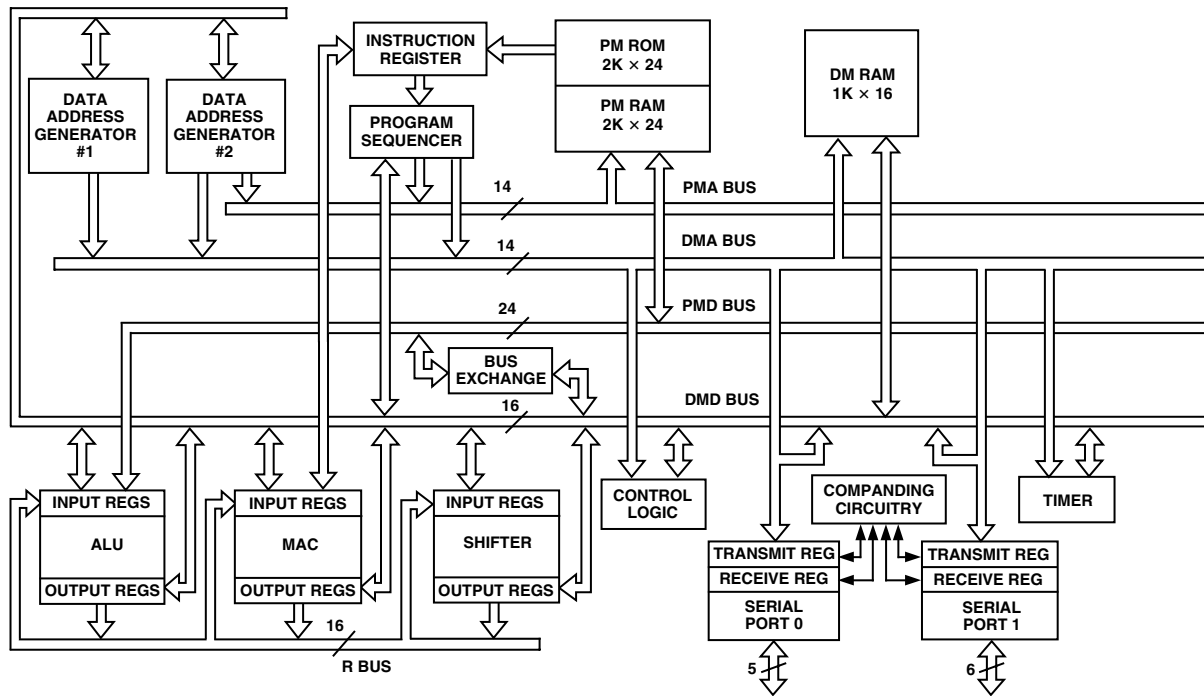 DATA
ADDRESS
GENERATOR
#1
DATA
ADDRESS
GENERATOR
#2
INSTRUCTION
REGISTER
PROGRAM
SEQUENCER
PM ROM
2K × 24
PM RAM
2K × 24
DM RAM
1K × 16
14
PMA BUS
14
DMA BUS
24
PMD BUS
BUS
EXCHANGE
16
DMD BUS
INPUT REGS
ALU
OUTPUT REGS
INPUT REGS
MAC
OUTPUT REGS
INPUT REGS
SHIFTER
OUTPUT REGS
16
R BUS
CONTROL
LOGIC
COMPANDING
CIRCUITRY
TIMER
TRANSMIT REG
RECEIVE REG
SERIAL
PORT 0
5
TRANSMIT REG
RECEIVE REG
SERIAL
PORT 1
6